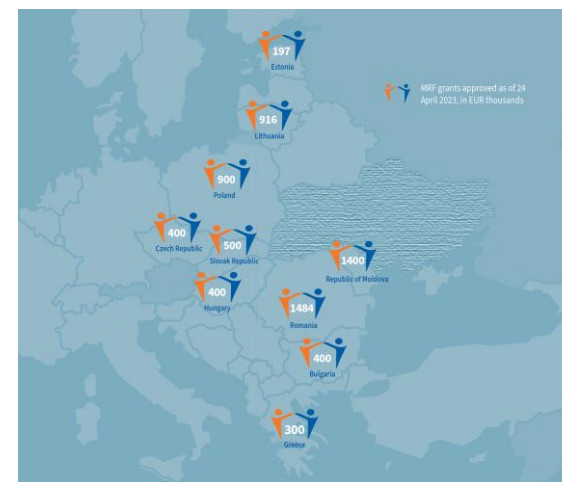 197
Estonia
MRF grants approved as of 24
April 2023, in EUR thousands
916
Lithuania
900
Poland
400
Czech Republic
500
Slovak Republic
1400
Republic of Moldova
400
Hungary
1484
Romania
400
Bulgaria
300
Greece